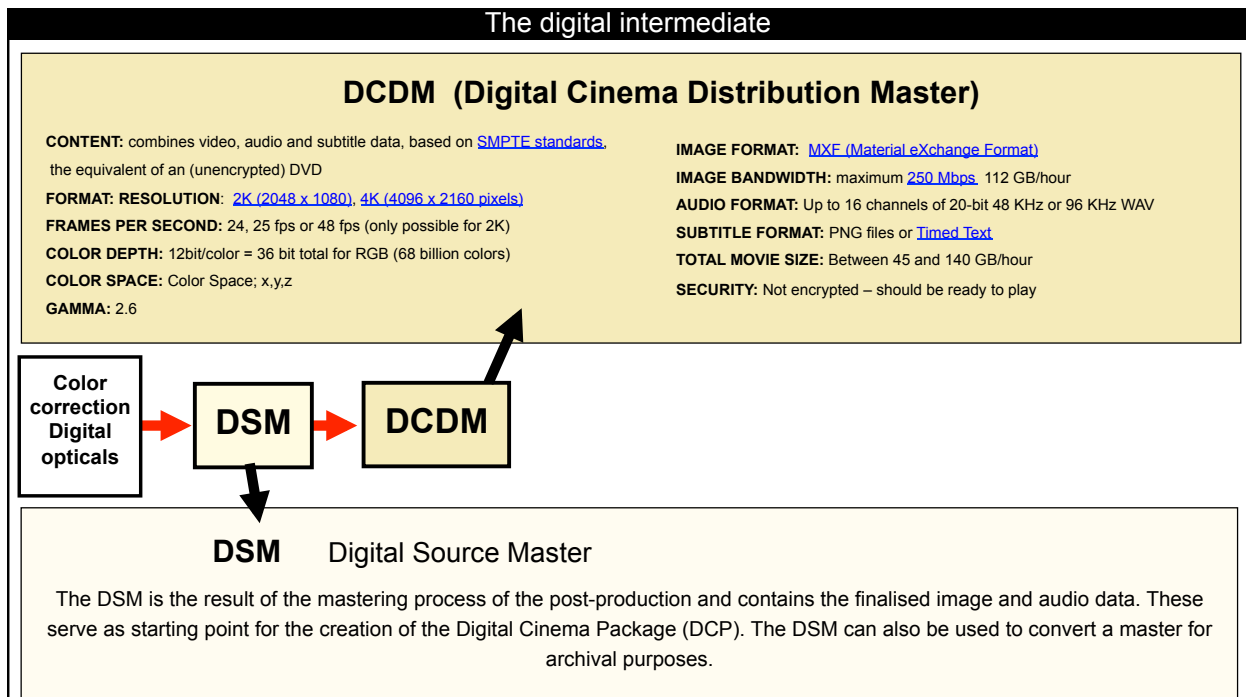 The digital intermediate
DCDM (Digital Cinema Distribution Master)
CONTENT: combines video, audio and subtitle data, based on SMPTE standards,
the equivalent of an (unencrypted) DVD
FORMAT: RESOLUTION: 2K (2048 x 1080), 4K (4096 x 2160 pixels)
FRAMES PER SECOND: 24, 25 fps or 48 fps (only possible for 2K)
COLOR DEPTH: 12bit/color = 36 bit total for RGB (68 billion colors)
COLOR SPACE: Color Space; x,y,z
GAMMA: 2.6
IMAGE FORMAT: MXF (Material eXchange Format)
IMAGE BANDWIDTH: maximum 250 Mbps 112 GB/hour
AUDIO FORMAT: Up to 16 channels of 20-bit 48 KHz or 96 KHz WAV
SUBTITLE FORMAT: PNG files or Timed Text
TOTAL MOVIE SIZE: Between 45 and 140 GB/hour
SECURITY: Not encrypted – should be ready to play
Color
correction
Digital
opticals
DSM
DCDM
DSM Digital Source Master
The DSM is the result of the mastering process of the post-production and contains the finalised image and audio data. These
serve as starting point for the creation of the Digital Cinema Package (DCP). The DSM can also be used to convert a master for
archival purposes.